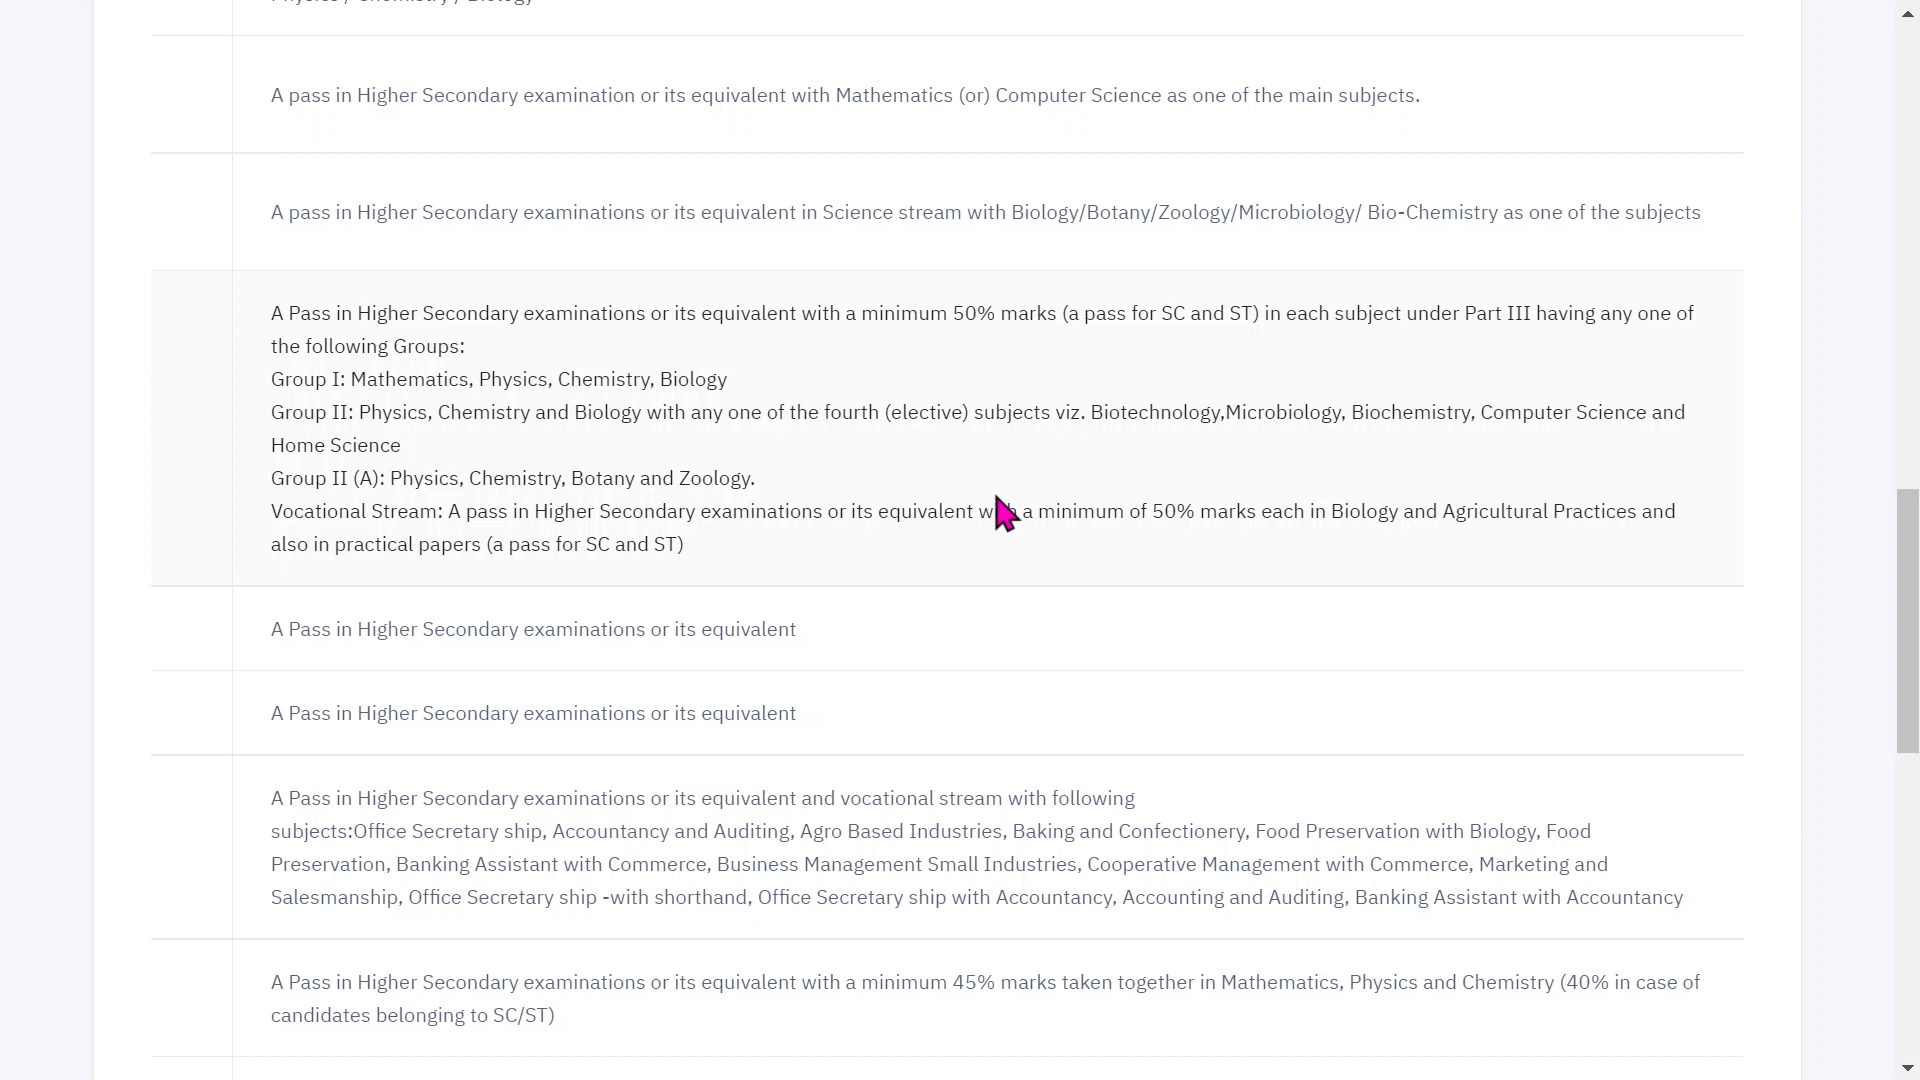 Physics / Chemistry / Biology
A pass in Higher Secondary examination or its equivalent with Mathematics (or) Computer Science as one of the main subjects.
A pass in Higher Secondary examinations or its equivalent in Science stream with Biology/Botany/Zoology/Microbiology/ Bio-Chemistry as one of the subjects
A Pass in Higher Secondary examinations or its equivalent with a minimum 50% marks (a pass for SC and ST) in each subject under Part III having any one of
the following Groups:
Group I: Mathematics, Physics, Chemistry, Biology
Group II: Physics, Chemistry and Biology with any one of the fourth (elective) subjects viz. Biotechnology,Microbiology, Biochemistry, Computer Science and
Home Science
Group II (A): Physics, Chemistry, Botany and Zoology.
Vocational Stream: A pass in Higher Secondary examinations or its equivalent with a minimum of 50% marks each in Biology and Agricultural Practices and
also in practical papers (a pass for SC and ST)
A Pass in Higher Secondary examinations or its equivalent
A Pass in Higher Secondary examinations or its equivalent
A Pass in Higher Secondary examinations or its equivalent and vocational stream with following
subjects:Office Secretary ship, Accountancy and Auditing, Agro Based Industries, Baking and Confectionery, Food Preservation with Biology, Food
Preservation, Banking Assistant with Commerce, Business Management Small Industries, Cooperative Management with Commerce, Marketing and
Salesmanship, Office Secretary ship -with shorthand, Office Secretary ship with Accountancy, Accounting and Auditing, Banking Assistant with Accountancy
A Pass in Higher Secondary examinations or its equivalent with a minimum 45% marks taken together in Mathematics, Physics and Chemistry (40% in case of
candidates belonging to SC/ST)